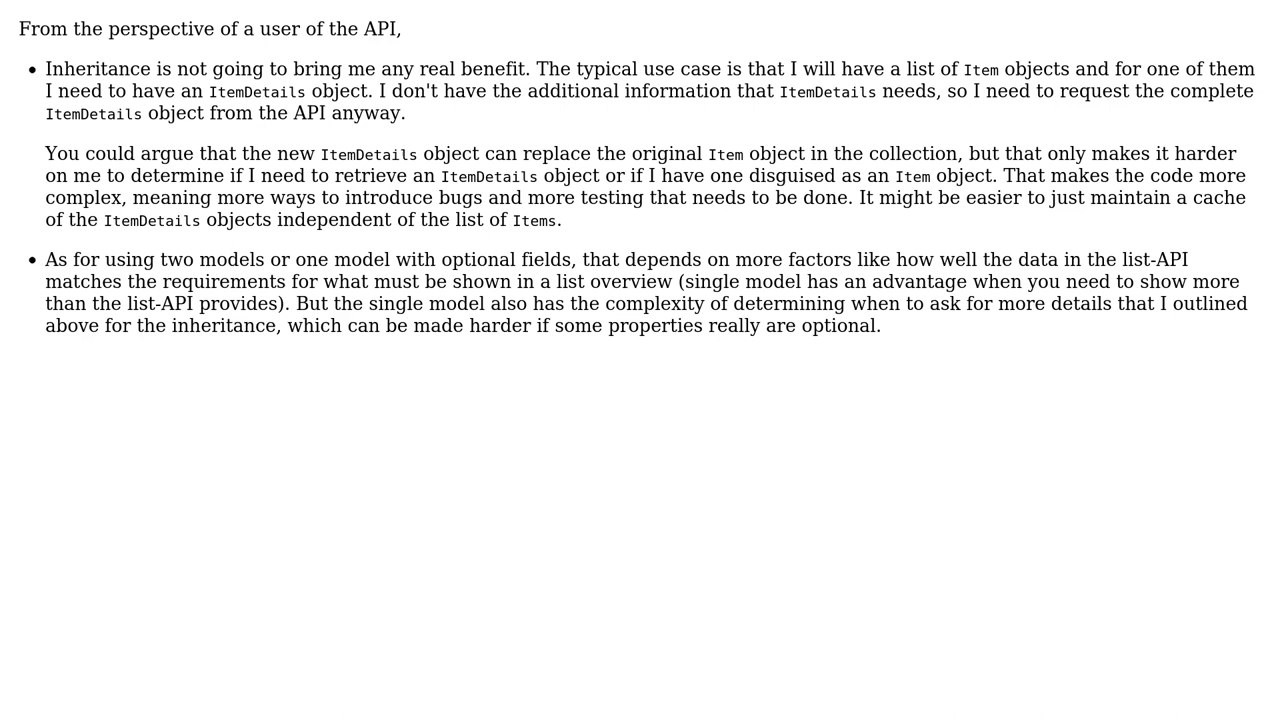 From the perspective of a user of the API,
• Inheritance is not going to bring me any real benefit. The typical use case is that I will have a list of Item objects and for one of them
I need to have an ItemDetails object. I don't have the additional information that ItemDetails needs, so I need to request the complete
ItemDetails object from the API anyway.
You could argue that the new ItemDetails object can replace the original Item object in the collection, but that only makes it harder
on me to determine if I need to retrieve an ItemDetails object or if I have one disguised as an Item object. That makes the code more
complex, meaning more ways to introduce bugs and more testing that needs to be done. It might be easier to just maintain a cache
of the ItemDetails objects independent of the list of Items.
• As for using two models or one model with optional fields, that depends on more factors like how well the data in the list-API
matches the requirements for what must be shown in a list overview (single model has an advantage when you need to show more
than the list-API provides). But the single model also has the complexity of determining when to ask for more details that I outlined
above for the inheritance, which can be made harder if some properties really are optional.